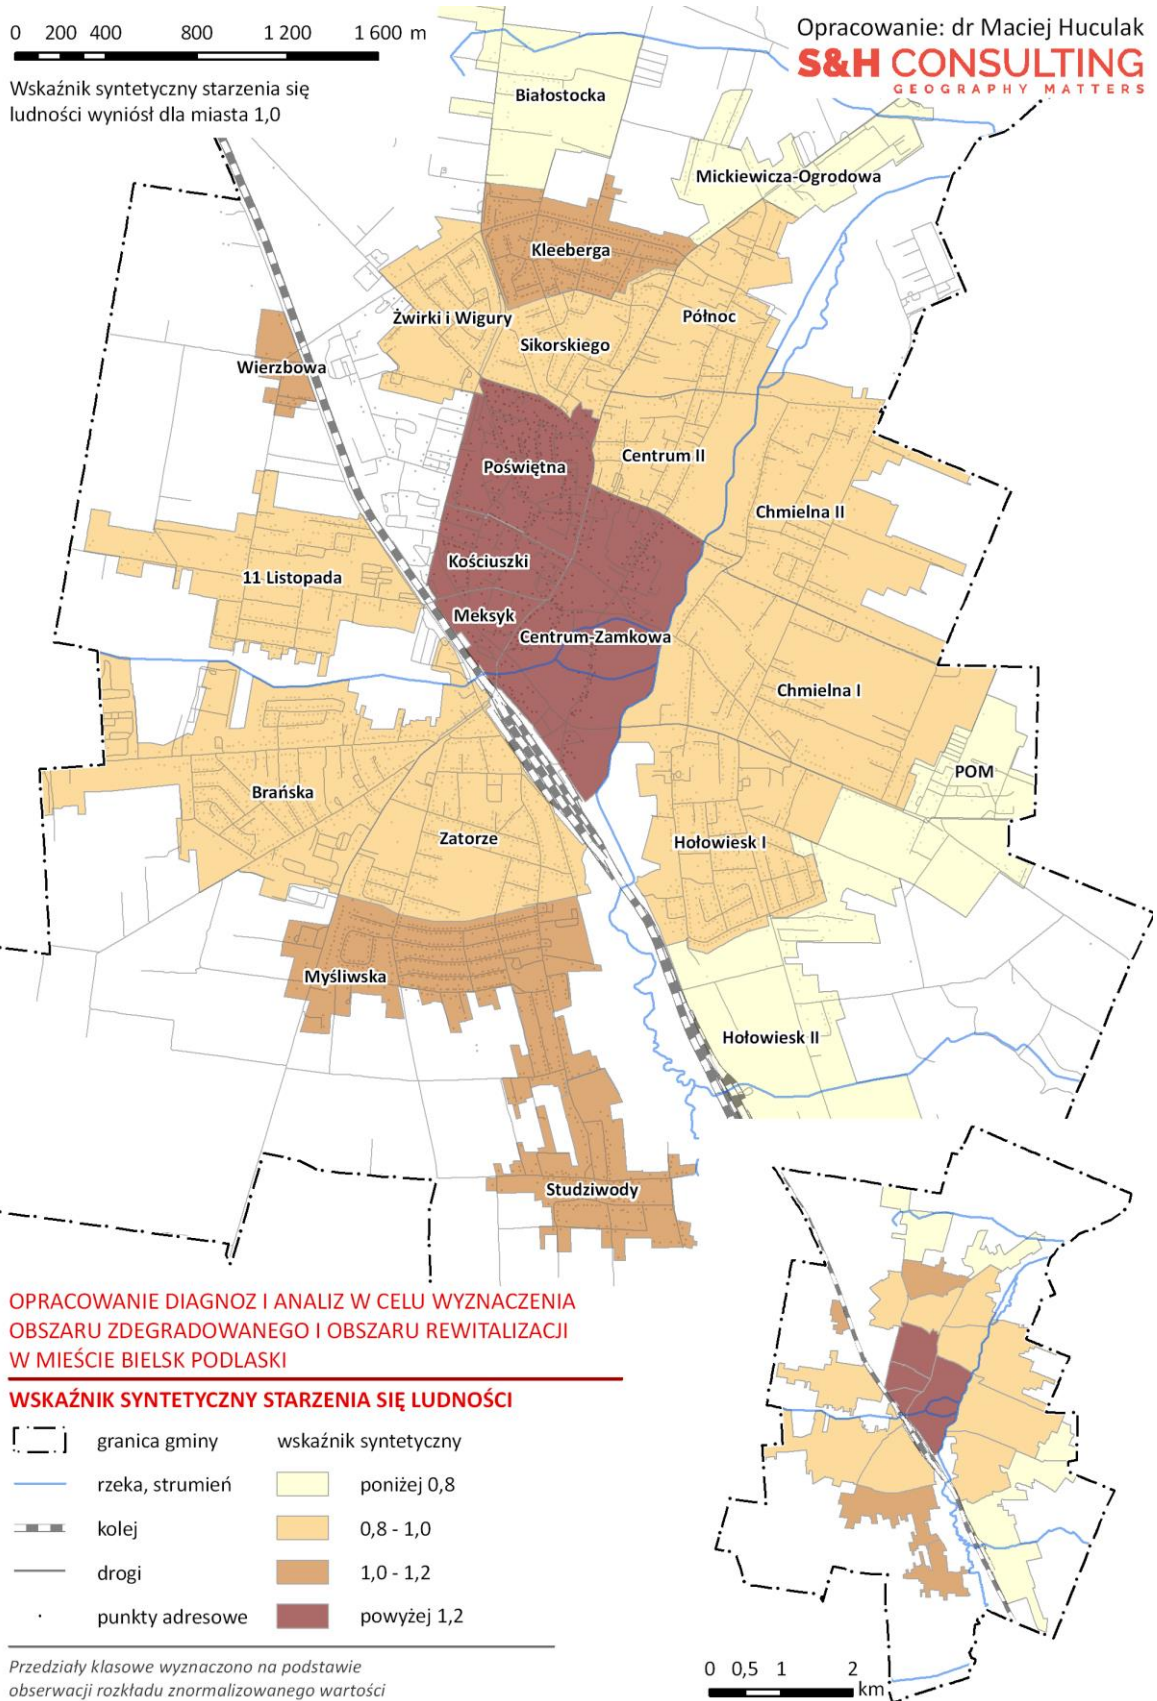 0 200 400 800 1 200 1 600 m
Opracowanie: dr Maciej Huculak
S&H CONSULTING
GEOGRAPHY MATTERS
Wskaźnik syntetyczny starzenia się
ludności wyniósł dla miasta 1,0
Białostocka
Mickiewicza-Ogrodowa
Kleeberga
Żwirki i Wigury
Północ
Sikorskiego
Wierzbowa
Centrum II
Poświętna
Chmielna II
Kościuszki
11 Listopada
Meksyk
Centrum-Zamkowa
Chmielna I
POM
Brańska
Zatorze
Hołowiesk I
Myśliwska
Hołowiesk II
Studziwody
OPRACOWANIE DIAGNOZ I ANALIZ W CELU WYZNACZENIA
OBSZARU ZDEGRADOWANEGO I OBSZARU REWITALIZACJI
W MIEŚCIE BIELSK PODLASKI
WSKAŹNIK SYNTETYCZNY STARZENIA SIĘ LUDNOŚCI
granica gminy wskaźnik syntetyczny
rzeka, strumień poniżej 0,8
kolej 0,8 - 1,0
drogi 1,0 - 1,2
punkty adresowe powyżej 1,2
Przedziały klasowe wyznaczono na podstawie
obserwacji rozkładu znormalizowanego wartości
0 0,5 1 2
km